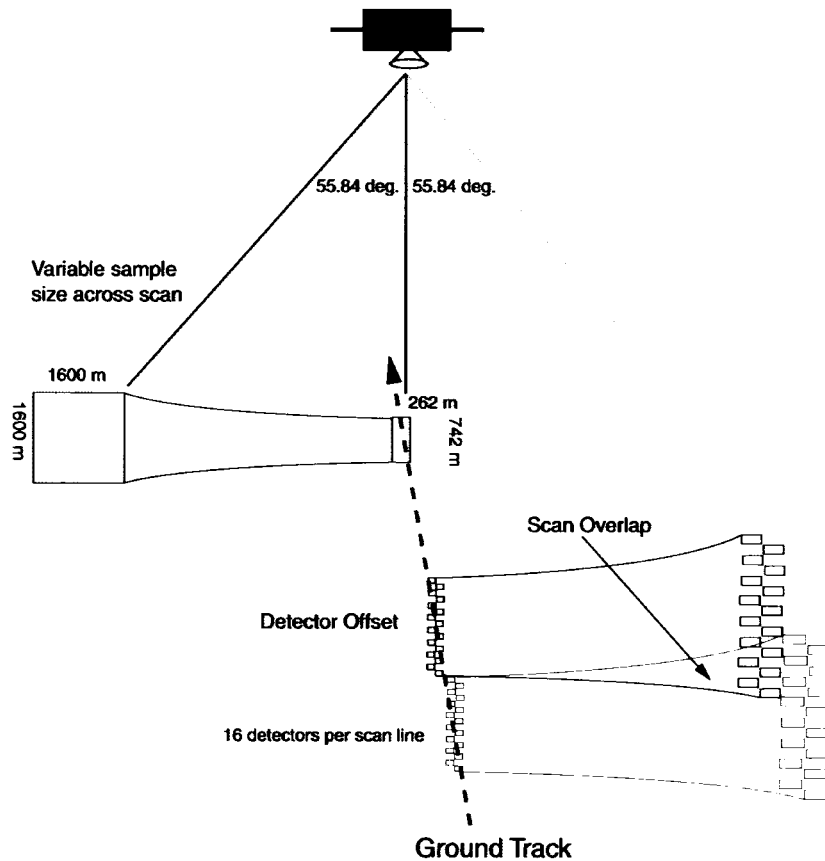 55.84 deg.
55.84 deg.
Variable sample
size across scan
1600 m
1600 m
262 m
742 m
Scan Overlap
Detector Offset
16 detectors per scan line
Ground Track